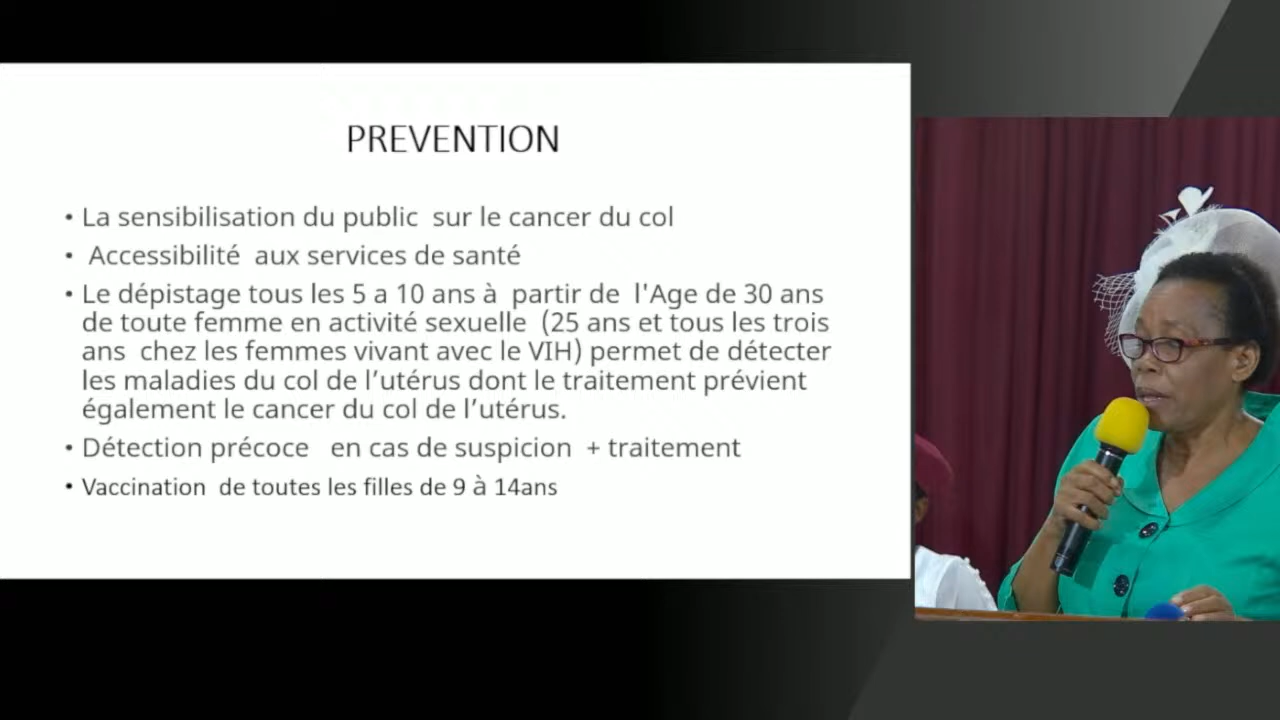 PREVENTION
• La sensibilisation du public sur le cancer du col
• Accessibilité aux services de santé
• Le dépistage tous les 5 a 10 ans à partir de l'Age de 30 ans
de toute femme en activité sexuelle (25 ans et tous les trois
ans chez les femmes vivant avec le VIH) permet de détecter
les maladies du col de l’utérus dont le traitement prévient
également le cancer du col de l’utérus.
• Détection précoce en cas de suspicion + traitement
• Vaccination de toutes les filles de 9 à 14ans